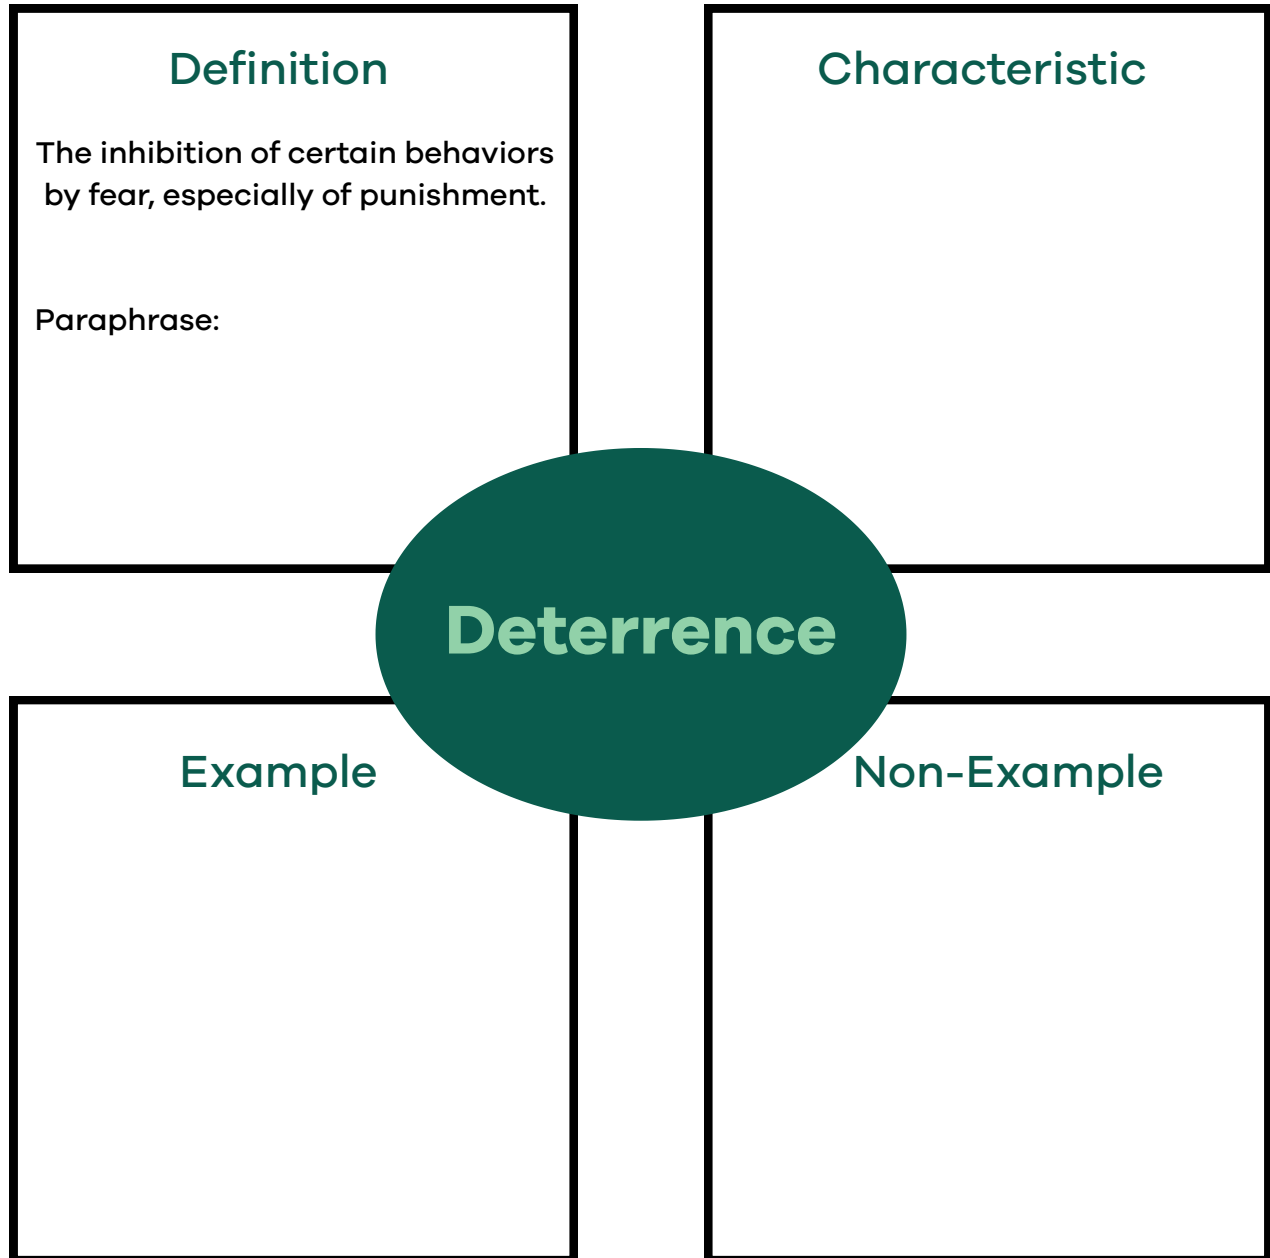 Definition
The inhibition of certain behaviors
by fear, especially of punishment.
Paraphrase:
Characteristic
Deterrence
Example
Non-Example